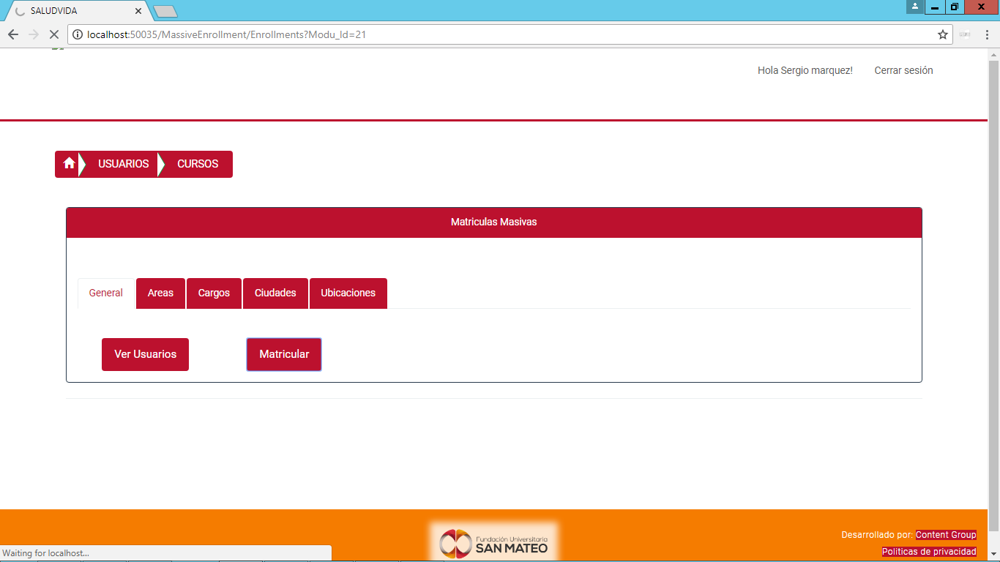 SALUDVIDA
localhost:50035/MassiveEnrollment/Enrollments?Modu_Id=21
Hola Sergio marquez! Cerrar sesión
USUARIOS CURSOS
Matriculas Masivas
General Areas Cargos Ciudades Ubicaciones
Ver Usuarios Matricular
Desarrollado por: Content Group
Fundación Universitaria
SAN MATEO
Políticas de privacidad
Waiting for localhost...